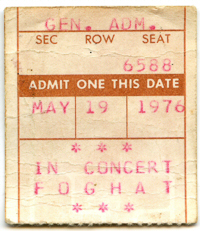 GEN. ADM.
SEC ROW SEAT
6588
ADMIT ONE THIS DATE
MAY 19 1976
* * *
IN CONCERT
FOGHAT
* * *